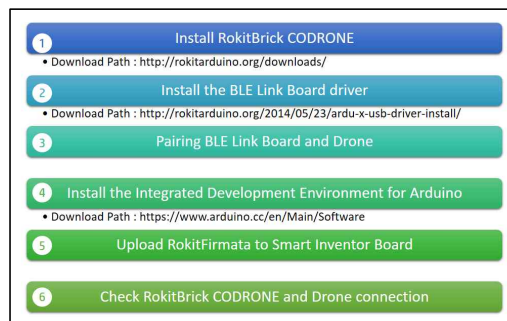 1 Install RokitBrick CODRONE
• Download Path : http://rokitarduino.org/downloads/
2 Install the BLE Link Board driver
• Download Path : http://rokitarduino.org/2014/05/23/ardu-x-usb-driver-install/
3 Pairing BLE Link Board and Drone
4 Install the Integrated Development Environment for Arduino
• Download Path : https://www.arduino.cc/en/Main/Software
5 Upload RokitFirmata to Smart Inventor Board
6 Check RokitBrick CODRONE and Drone connection